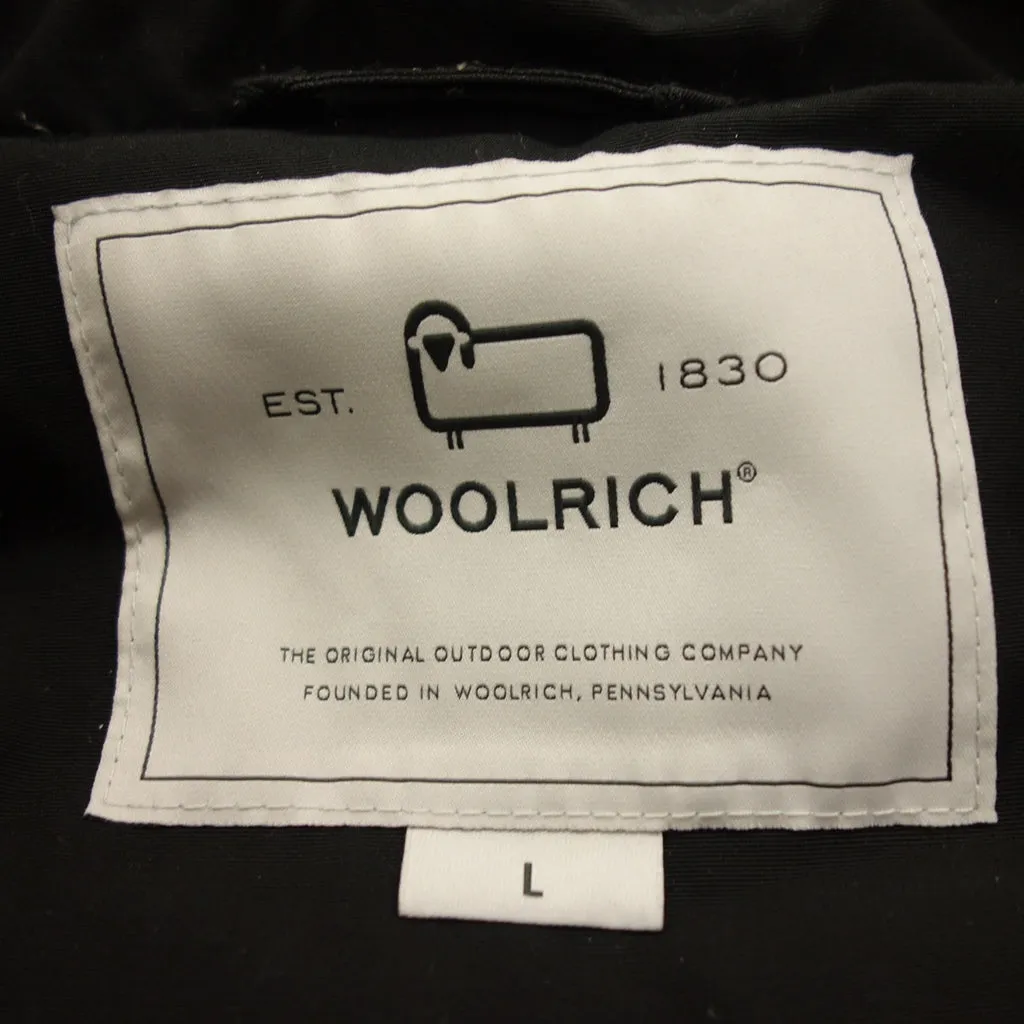 EST. 1830
WOOLRICH®
THE ORIGINAL OUTDOOR CLOTHING COMPANY
FOUNDED IN WOOLRICH, PENNSYLVANIA
L